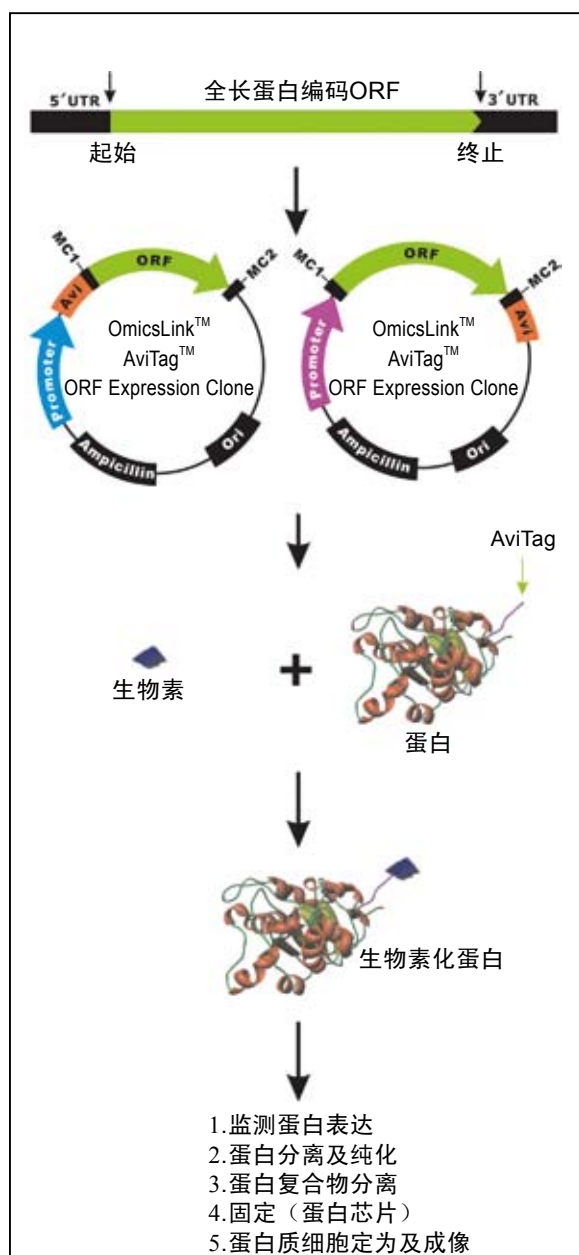 5´UTR
全长蛋白编码ORF
3´UTR
起始
终止
MC1
ORF
MC2
Avi
Promoter
OmicsLink™
AviTag™
ORF Expression Clone
Ampicillin
Ori
MC1
ORF
MC2
Avi
Promoter
OmicsLink™
AviTag™
ORF Expression Clone
Ampicillin
Ori
AviTag
生物素
+
蛋白
生物素化蛋白
1.监测蛋白表达
2.蛋白分离及纯化
3.蛋白复合物分离
4.固定（蛋白芯片）
5.蛋白质细胞定为及成像